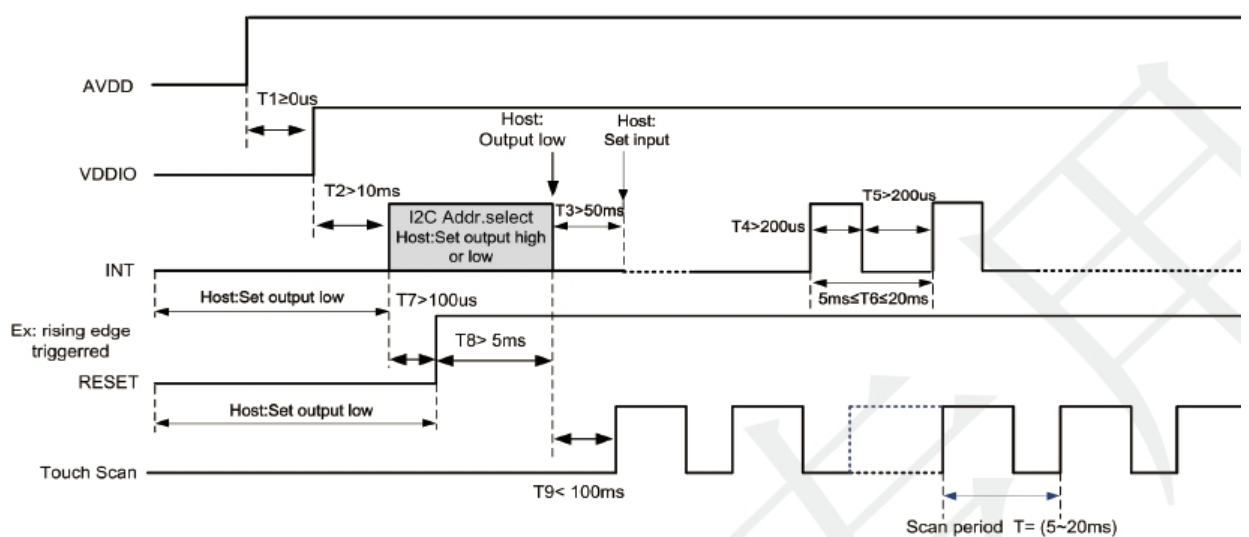 AVDD
T1≥0us
VDDIO
Host:
Output low
Host:
Set input
T2>10ms
I2C Addr.select
Host:Set output high
or low
T3>50ms
T4>200us
T5>200us
INT
Host:Set output low
T7>100us
5ms≤T6≤20ms
Ex: rising edge
triggerred
T8> 5ms
RESET
Host:Set output low
Touch Scan
T9< 100ms
Scan period T= (5~20ms)